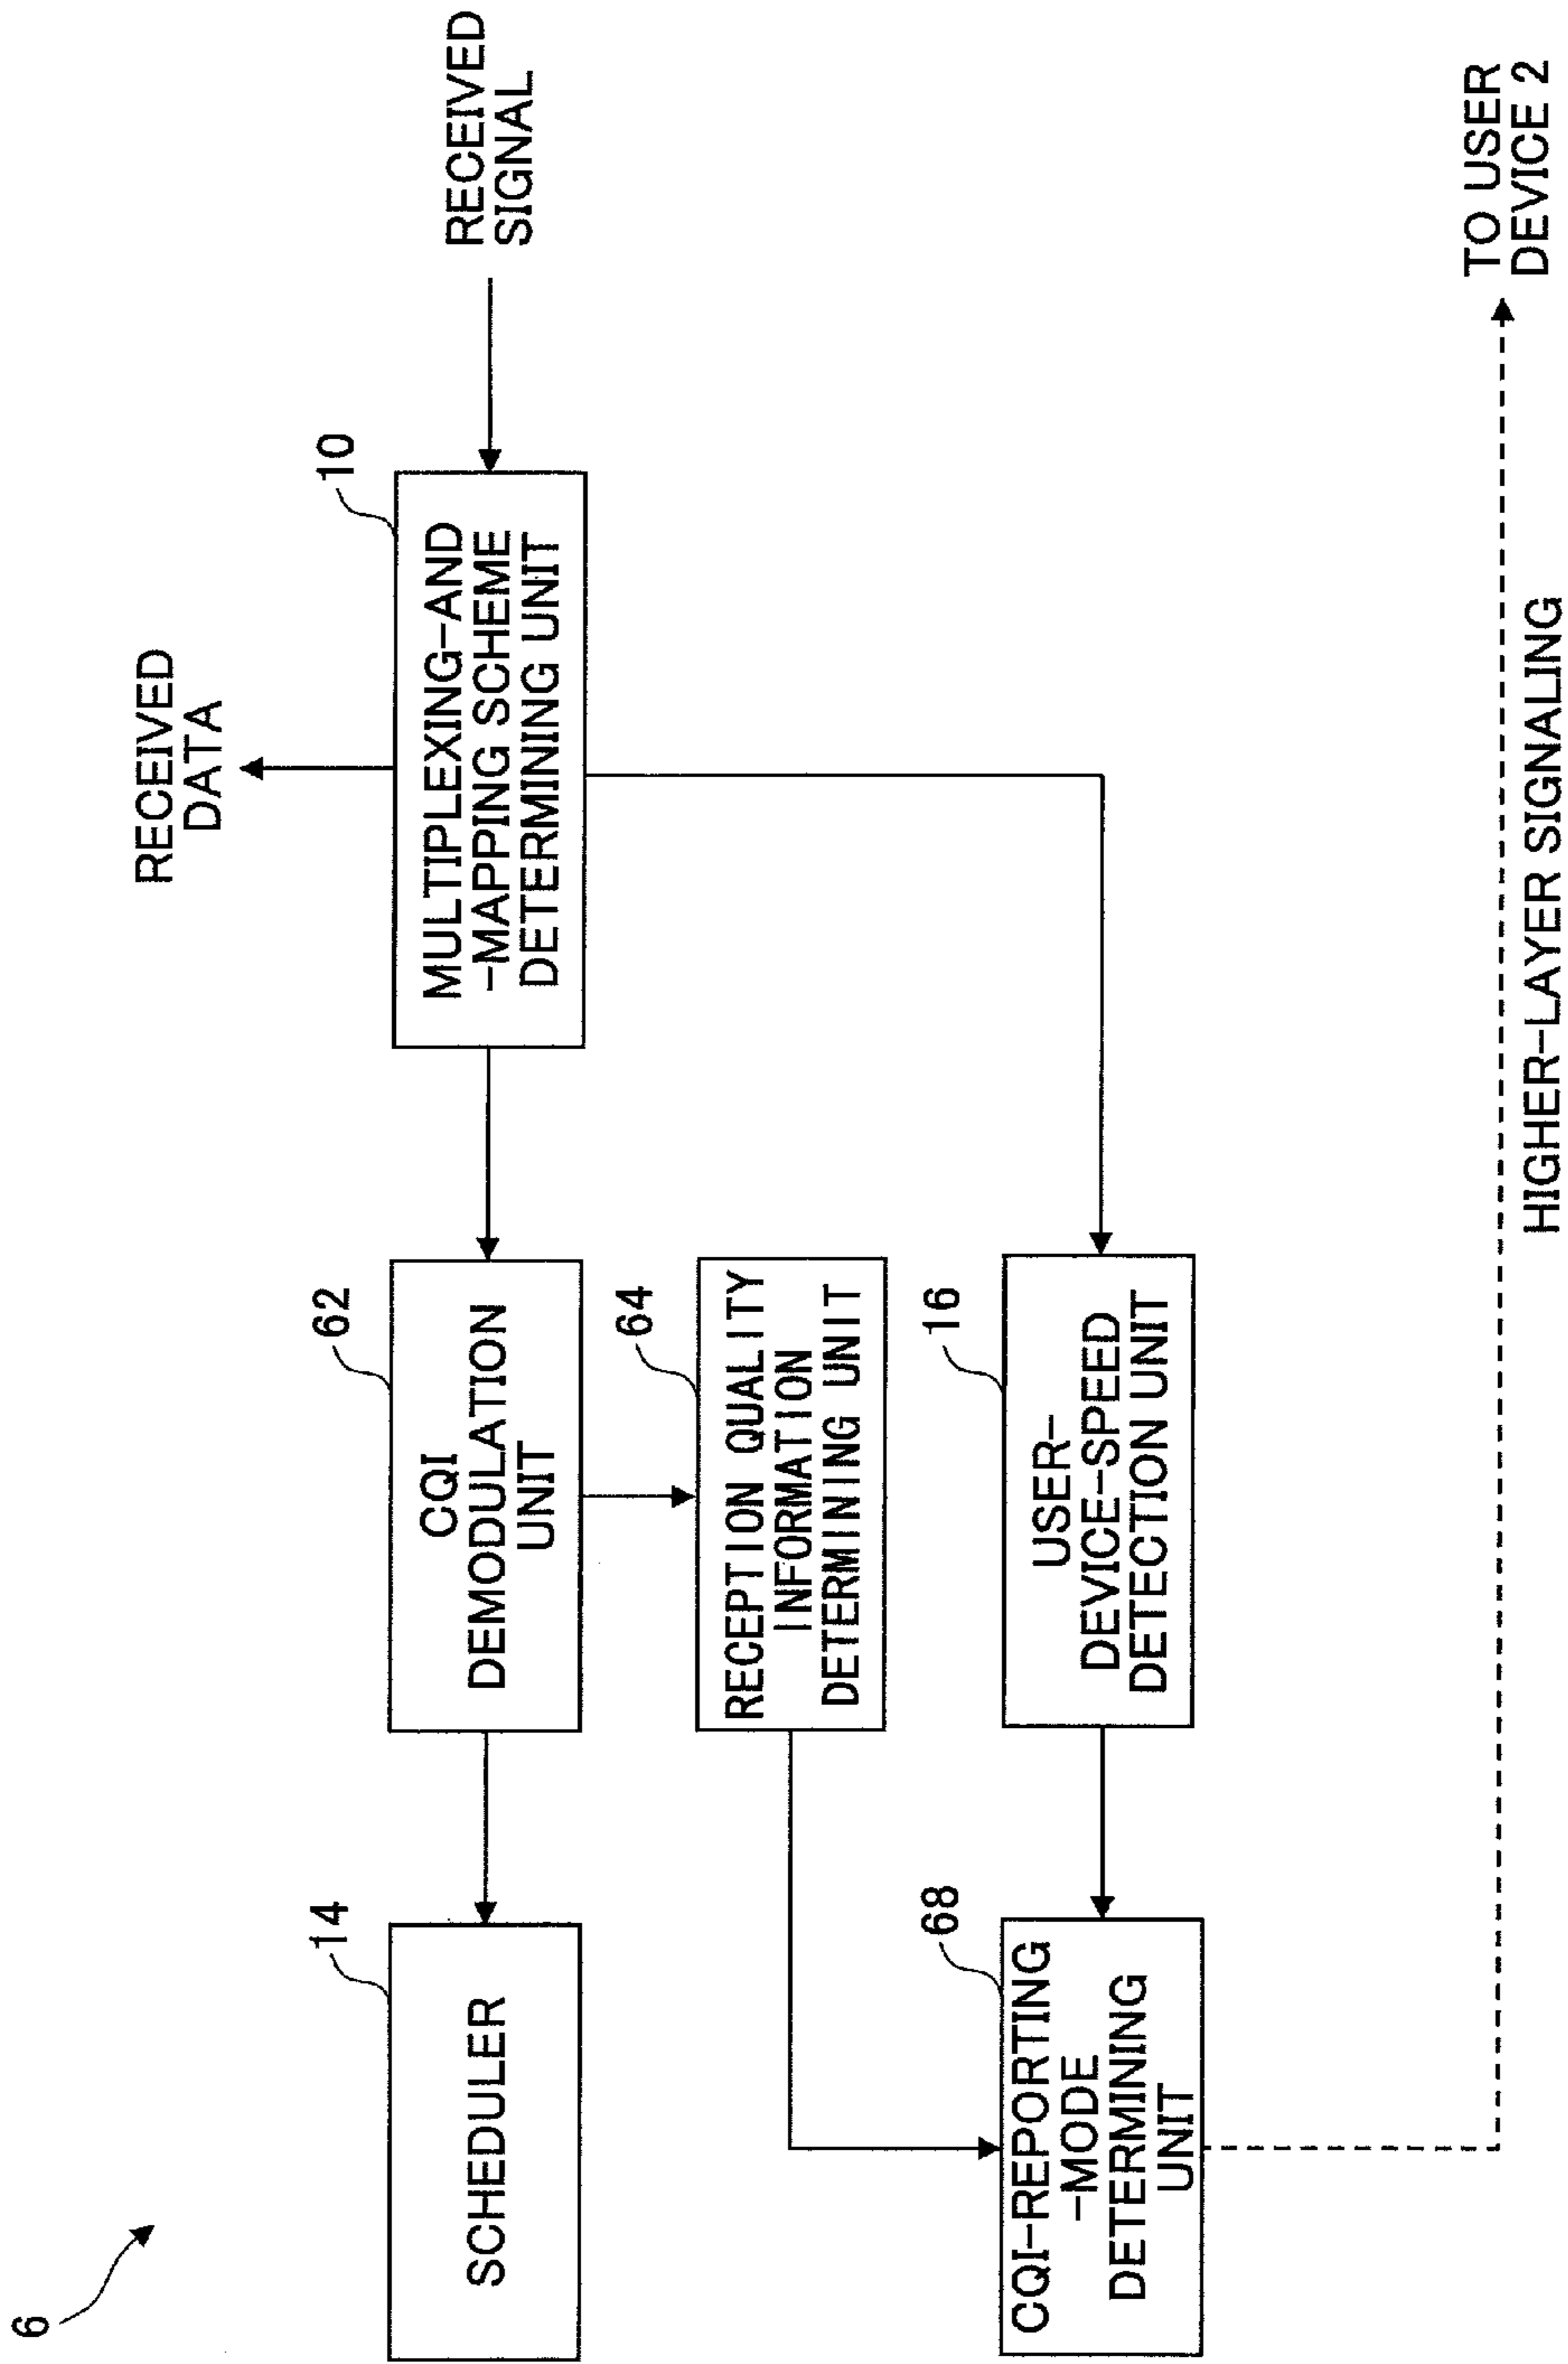 6
RECEIVED
DATA
14
SCHEDULER
62
CQI
DEMODULATION
UNIT
10
MULTIPLEXING-AND
-MAPPING SCHEME
DETERMINING UNIT
RECEIVED
SIGNAL
64
RECEPTION QUALITY
INFORMATION
DETERMINING UNIT
68
CQI-REPORTING
-MODE
DETERMINING
UNIT
16
USER-
DEVICE-SPEED
DETECTION UNIT
TO USER
DEVICE 2
HIGHER-LAYER SIGNALING